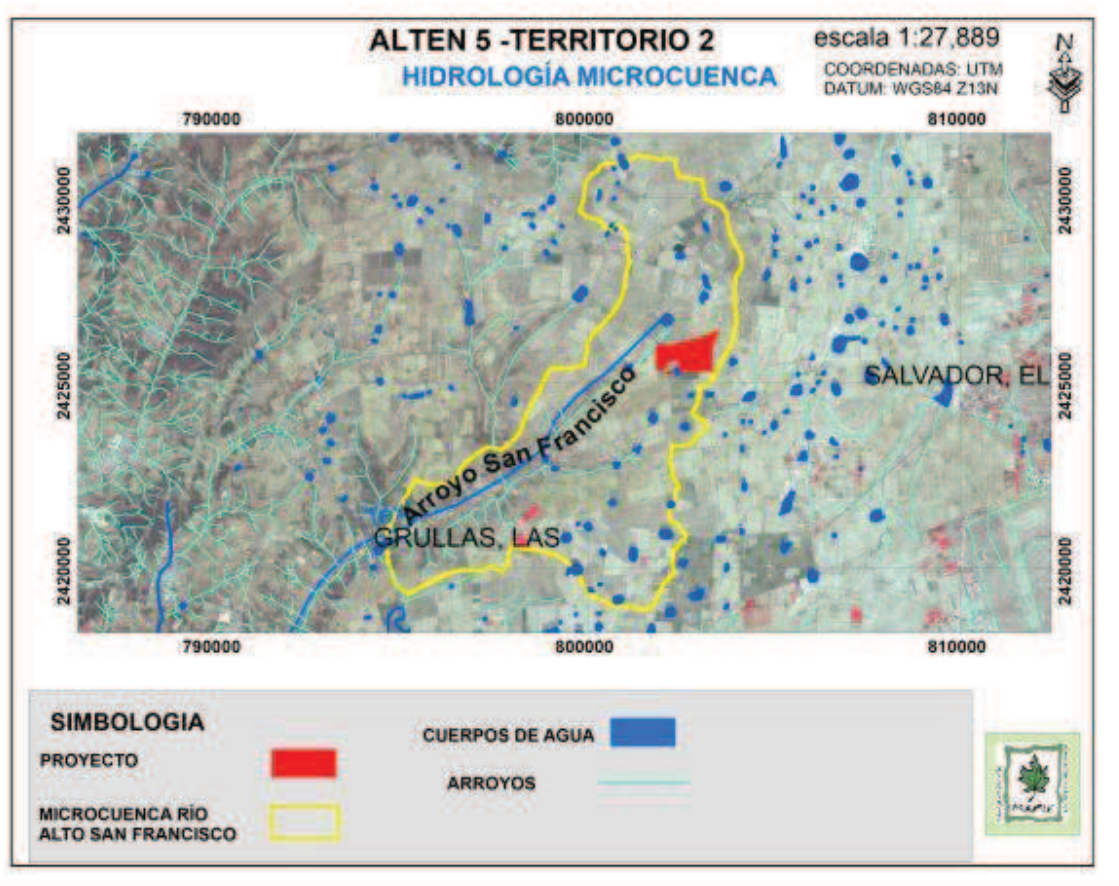 ALTEN 5 -TERRITORIO 2
HIDROLOGÍA MICROCUENCA
escala 1:27,889
COORDENADAS: UTM
DATUM: WGS84 Z13N
N
790000 800000 810000
2430000 2430000
2425000 2425000
2420000 2420000
SALVADOR, EL
Arroyo San Francisco
GRULLAS, LAS
790000 800000 810000
SIMBOLOGIA
PROYECTO
MICROCUENCA RÍO
ALTO SAN FRANCISCO
CUERPOS DE AGUA
ARROYOS